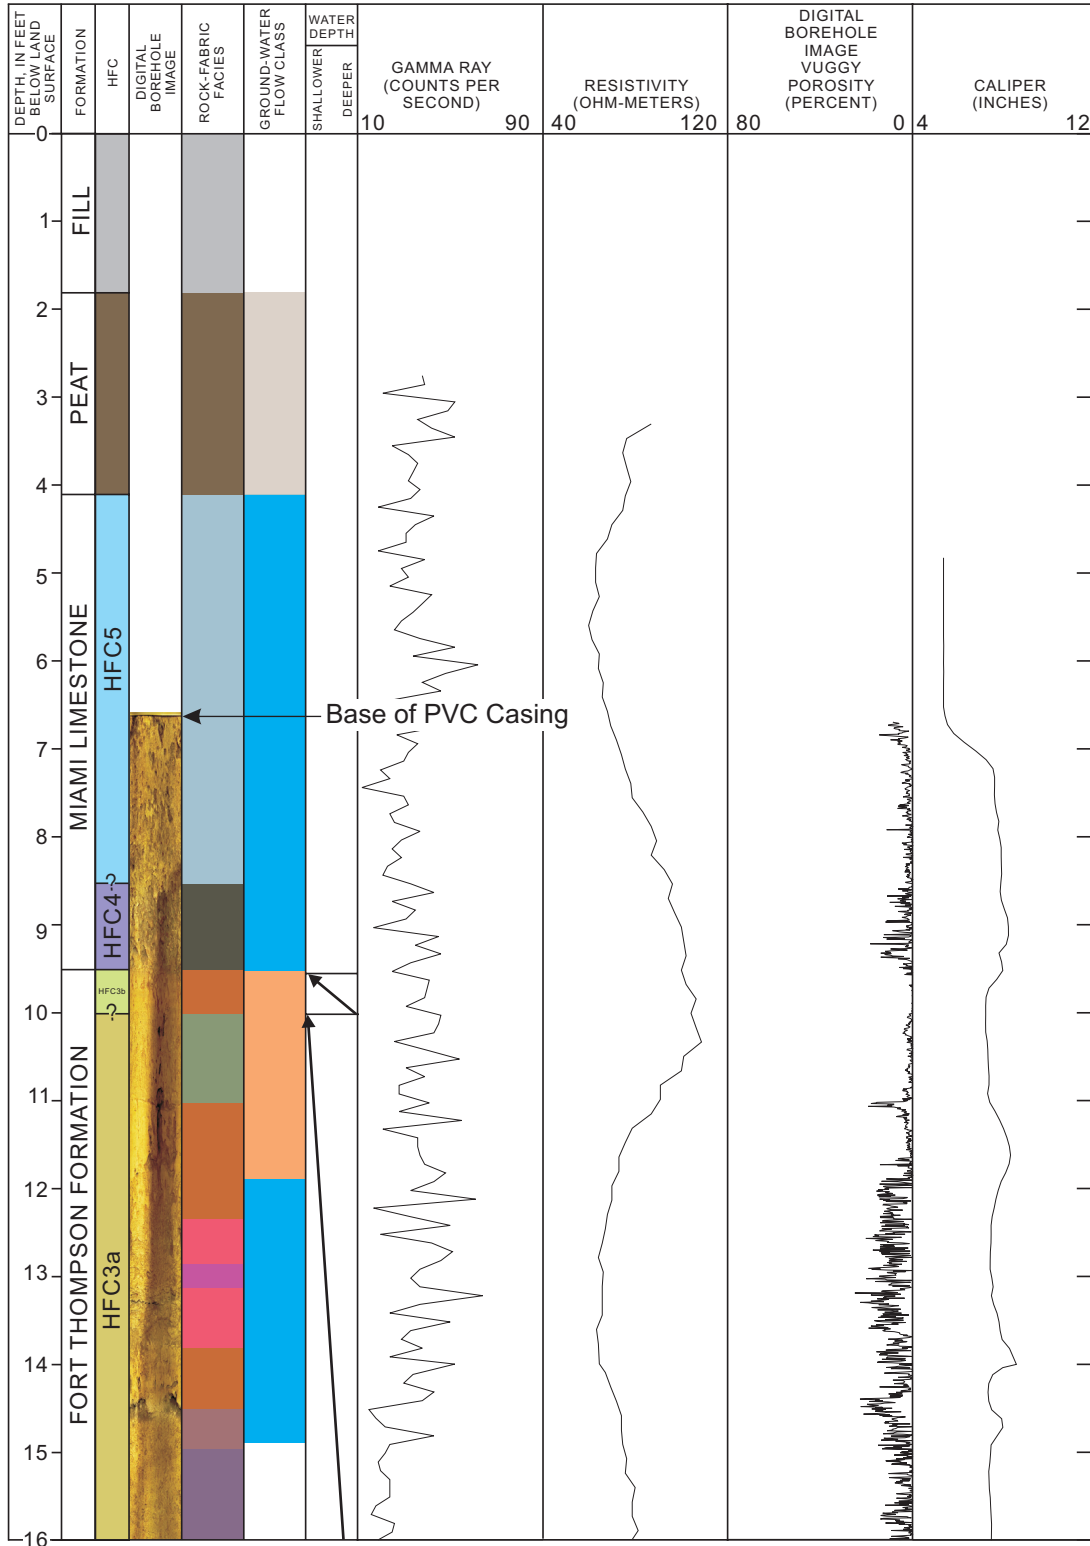 DEPTH, IN FEET
BELOW LAND
SURFACE
FORMATION
HFC
DIGITAL
BOREHOLE
IMAGE
ROCK-FABRIC
FACIES
GROUND-WATER
FLOW CLASS
WATER
DEPTH
SHALLOWER
DEEPER
GAMMA RAY
(COUNTS PER
SECOND)
10 90
RESISTIVITY
(OHM-METERS)
40 120
DIGITAL
BOREHOLE
IMAGE
VUGGY
POROSITY
(PERCENT)
80 0
CALIPER
(INCHES)
4 12
0
1
2
3
4
5
6
7
8
9
10
11
12
13
14
15
16
FILL
PEAT
MIAMI LIMESTONE
FORT THOMPSON FORMATION
HFC5
?
HFC4
HFC3b
?
HFC3a
Base of PVC Casing